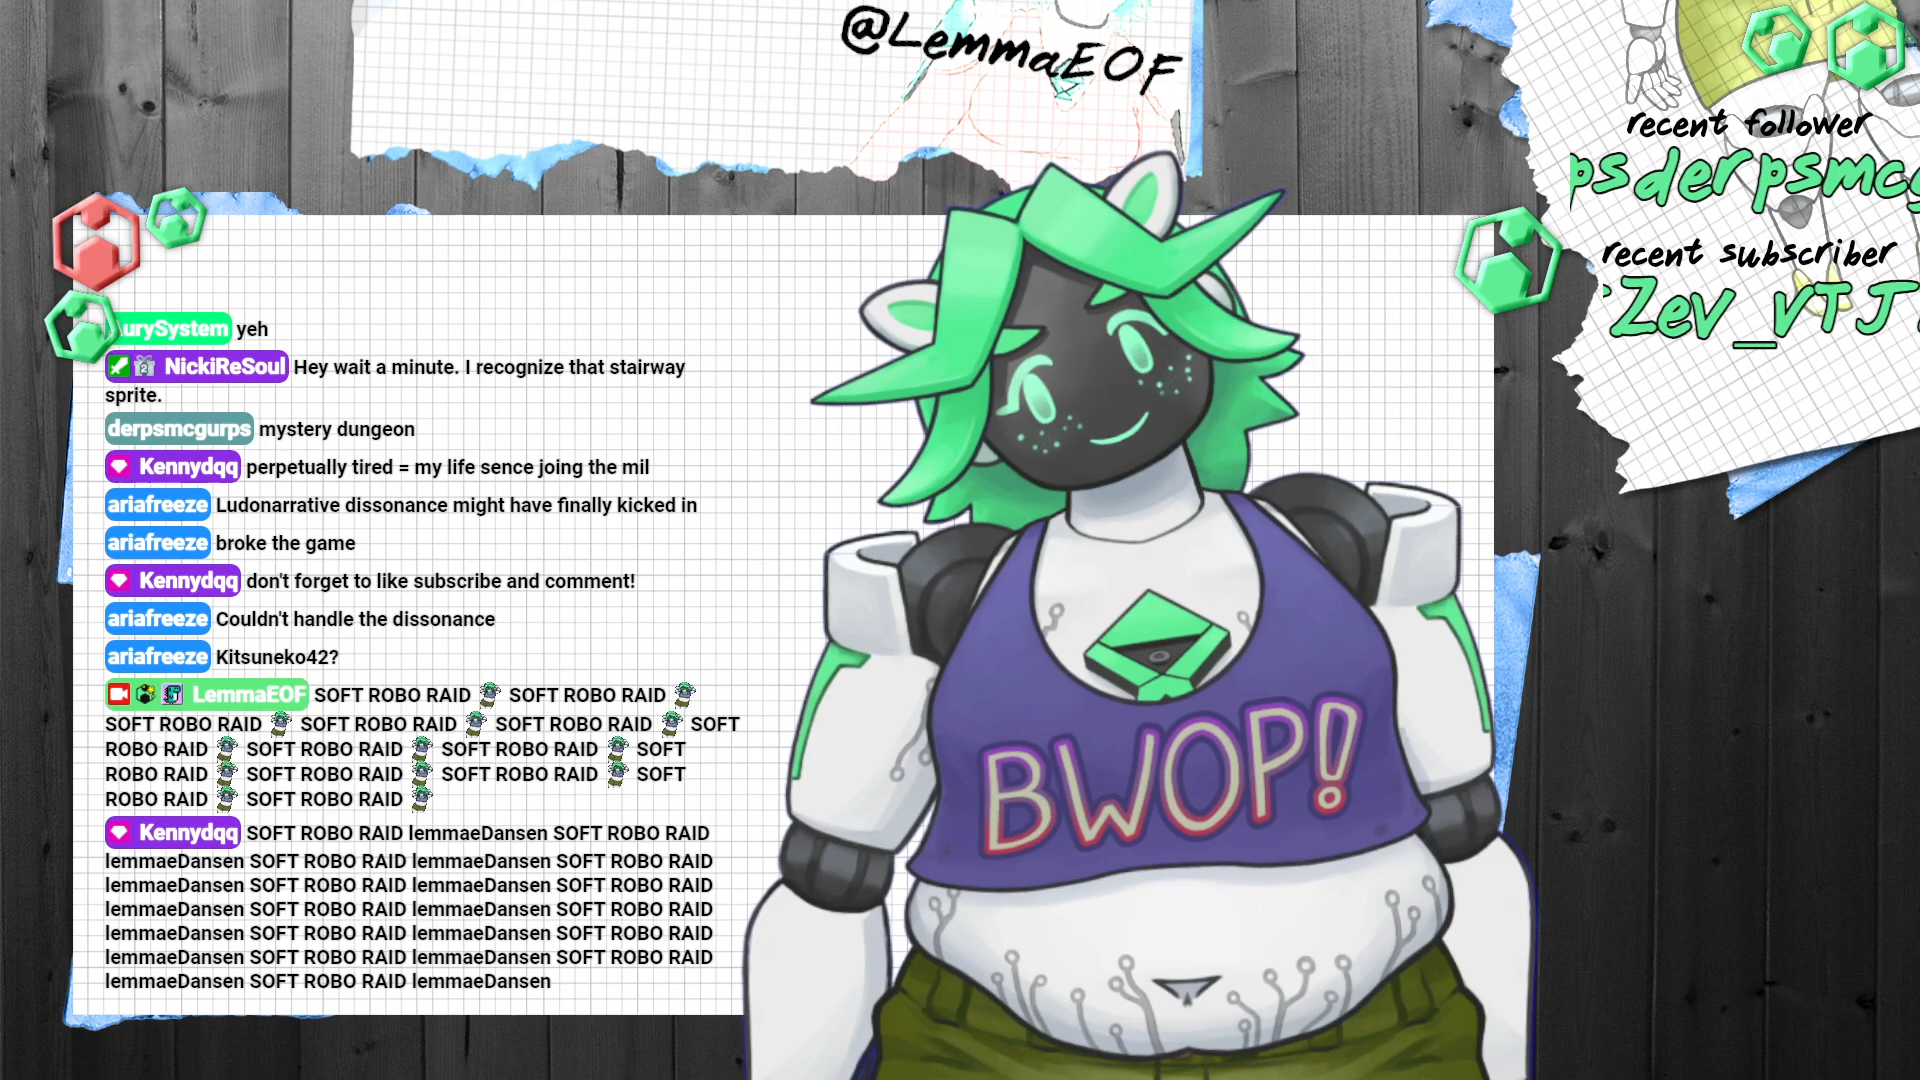 @LemmaEOF
recent follower
psderpsmcg
recent subscriber
Zev_VTJ
urySystem yeh
NickiReSoul Hey wait a minute. I recognize that stairway
sprite.
derpsmcgurps mystery dungeon
Kennydqq perpetually tired = my life sence joing the mil
ariafreeze Ludonarrative dissonance might have finally kicked in
ariafreeze broke the game
Kennydqq don't forget to like subscribe and comment!
ariafreeze Couldn't handle the dissonance
ariafreeze Kitsuneko42?
LemmaEOF SOFT ROBO RAID SOFT ROBO RAID
SOFT ROBO RAID SOFT ROBO RAID SOFT ROBO RAID SOFT
ROBO RAID SOFT ROBO RAID SOFT ROBO RAID SOFT
ROBO RAID SOFT ROBO RAID SOFT ROBO RAID SOFT
ROBO RAID SOFT ROBO RAID
Kennydqq SOFT ROBO RAID lemmaeDansen SOFT ROBO RAID
lemmaeDansen SOFT ROBO RAID lemmaeDansen SOFT ROBO RAID
lemmaeDansen SOFT ROBO RAID lemmaeDansen SOFT ROBO RAID
lemmaeDansen SOFT ROBO RAID lemmaeDansen SOFT ROBO RAID
lemmaeDansen SOFT ROBO RAID lemmaeDansen SOFT ROBO RAID
lemmaeDansen SOFT ROBO RAID lemmaeDansen SOFT ROBO RAID
lemmaeDansen SOFT ROBO RAID lemmaeDansen
BWOP!